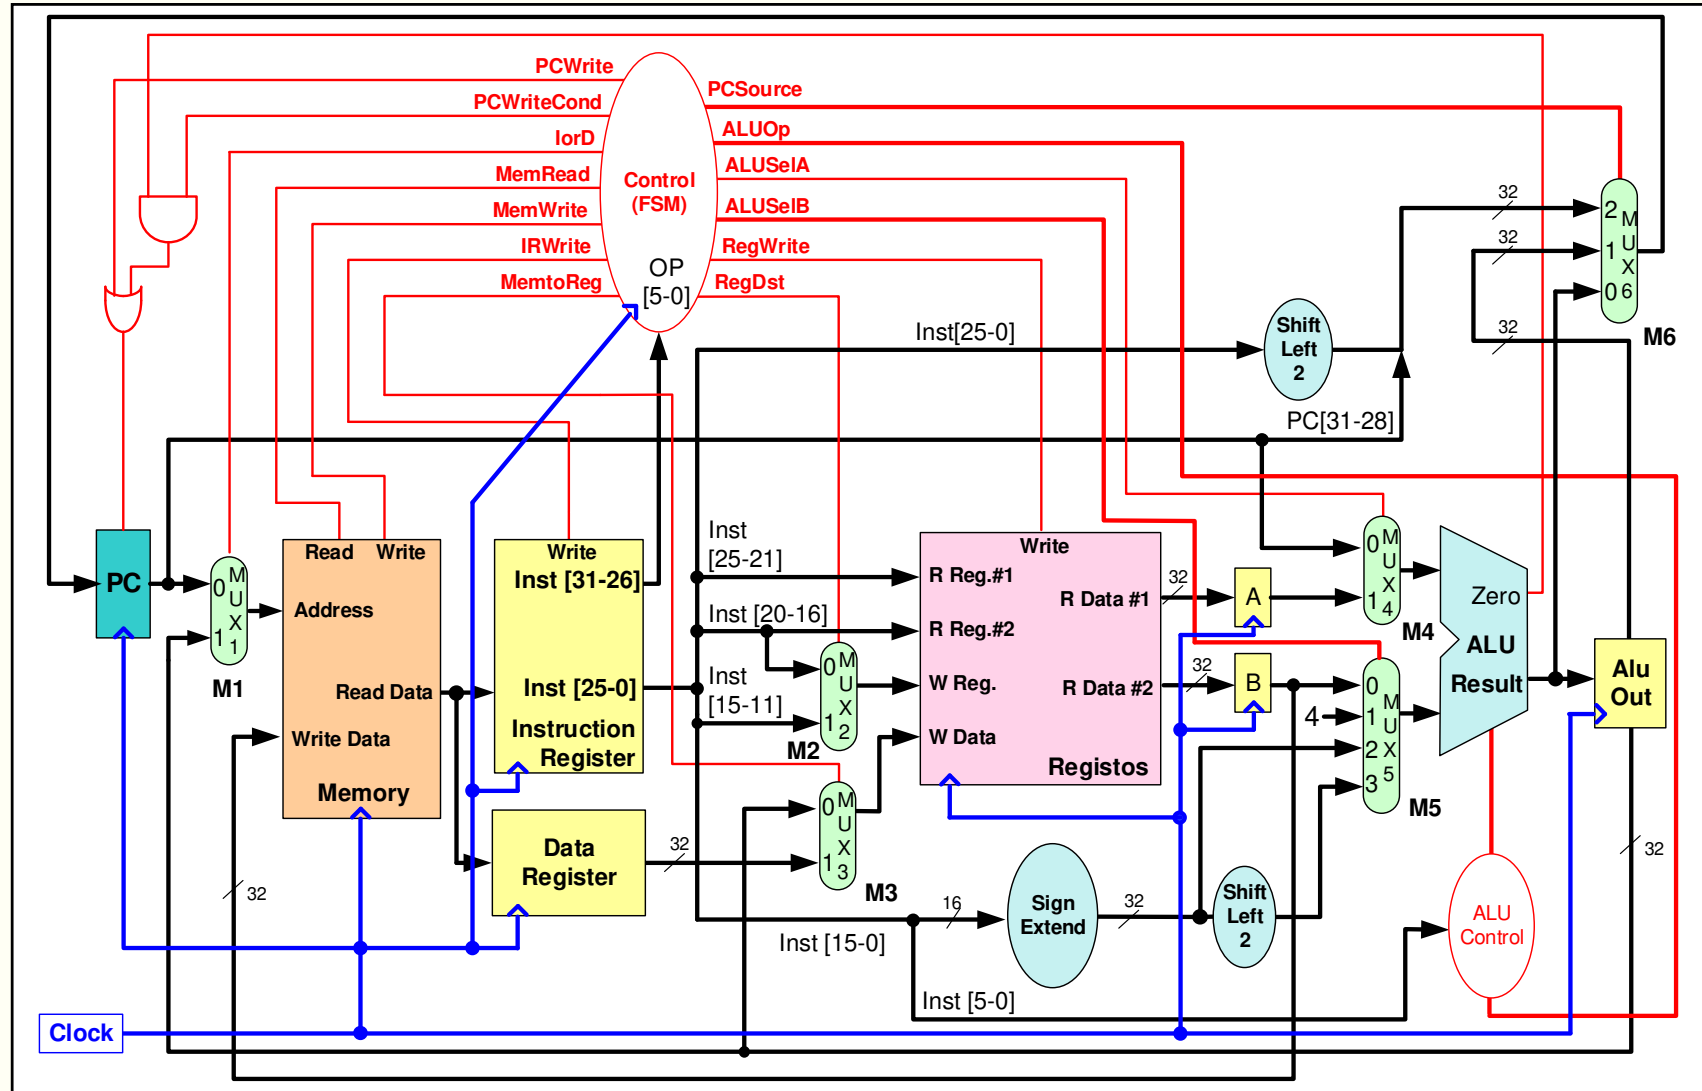 PCWrite
PCWriteCond
IorD
MemRead
MemWrite
IRWrite
MemtoReg
Control
(FSM)
OP
[5-0]
PCSource
ALUOp
ALUSelA
ALUSelB
RegWrite
RegDst
Inst[25-0]
Shift
Left
2
PC[31-28]
32
32
32
2
1
0
M
U
X
6
M6
PC
0
1
M
U
X
1
M1
Read Write
Address
Read Data
Write Data
Memory
32
Write
Inst [31-26]
Inst [25-0]
Instruction
Register
Data
Register
32
Inst
[25-21]
Inst [20-16]
Inst
[15-11]
0
1
M
U
X
2
M2
0
1
M
U
X
3
M3
Write
R Reg.#1
R Reg.#2
W Reg.
W Data
R Data #1
R Data #2
Registos
32
32
A
B
4
0
1
M
U
X
4
M4
0
1
2
3
M
U
X
5
M5
Zero
ALU
Result
Alu
Out
32
Inst [15-0]
16
Sign
Extend
32
Shift
Left
2
Inst [5-0]
ALU
Control
Clock